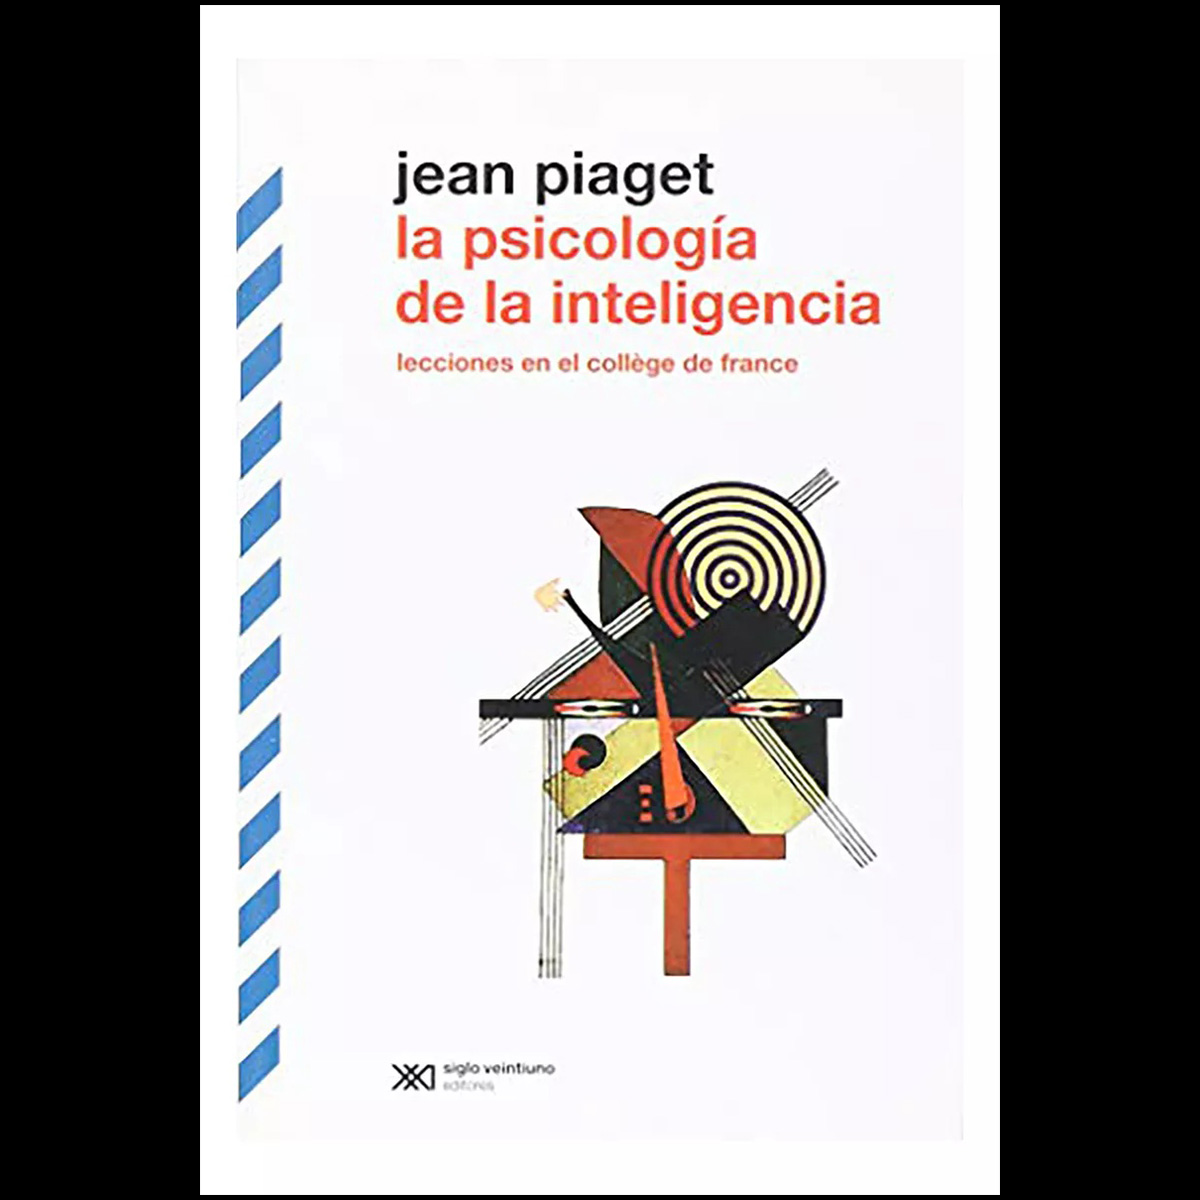 jean piaget
la psicología
de la inteligencia
lecciones en el collège de france
siglo veintiuno
editores